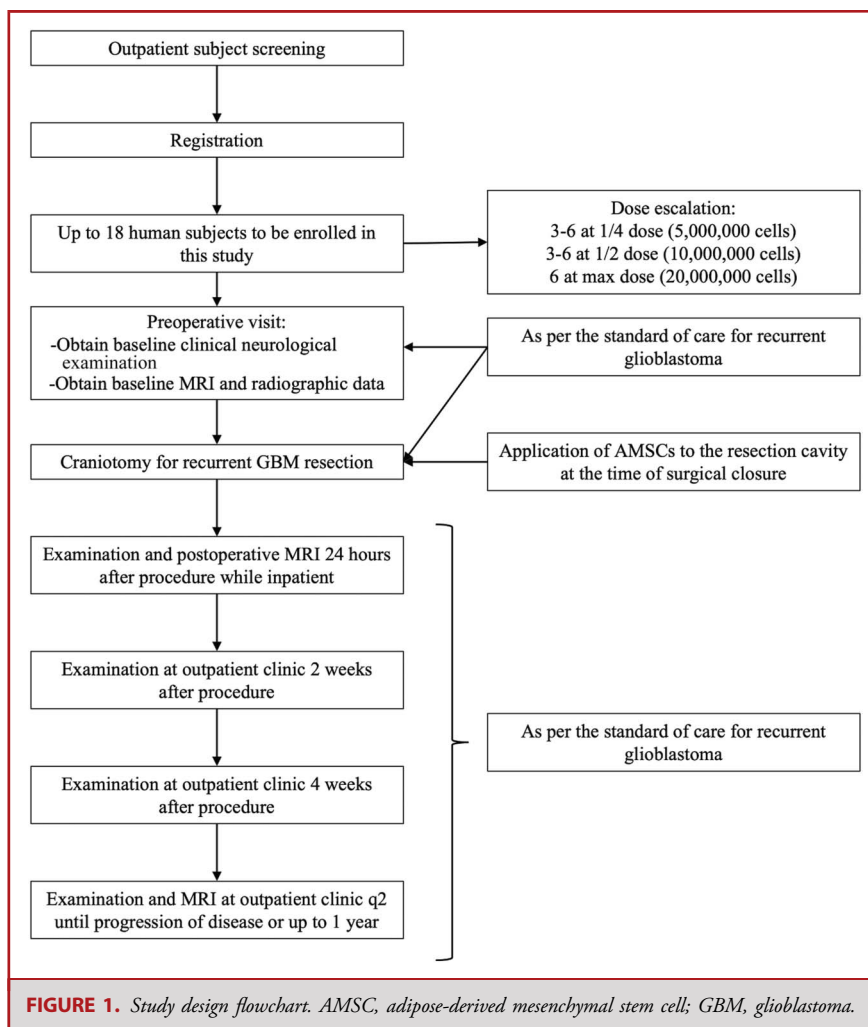 Outpatient subject screening
Registration
Up to 18 human subjects to be enrolled in
this study
Dose escalation:
3-6 at 1/4 dose (5,000,000 cells)
3-6 at 1/2 dose (10,000,000 cells)
6 at max dose (20,000,000 cells)
Preoperative visit:
-Obtain baseline clinical neurological
examination
-Obtain baseline MRI and radiographic data
As per the standard of care for recurrent
glioblastoma
Craniotomy for recurrent GBM resection
Application of AMSCs to the resection cavity
at the time of surgical closure
Examination and postoperative MRI 24 hours
after procedure while inpatient
Examination at outpatient clinic 2 weeks
after procedure
As per the standard of care for recurrent
glioblastoma
Examination at outpatient clinic 4 weeks
after procedure
Examination and MRI at outpatient clinic q2
until progression of disease or up to 1 year
FIGURE 1. Study design flowchart. AMSC, adipose-derived mesenchymal stem cell; GBM, glioblastoma.